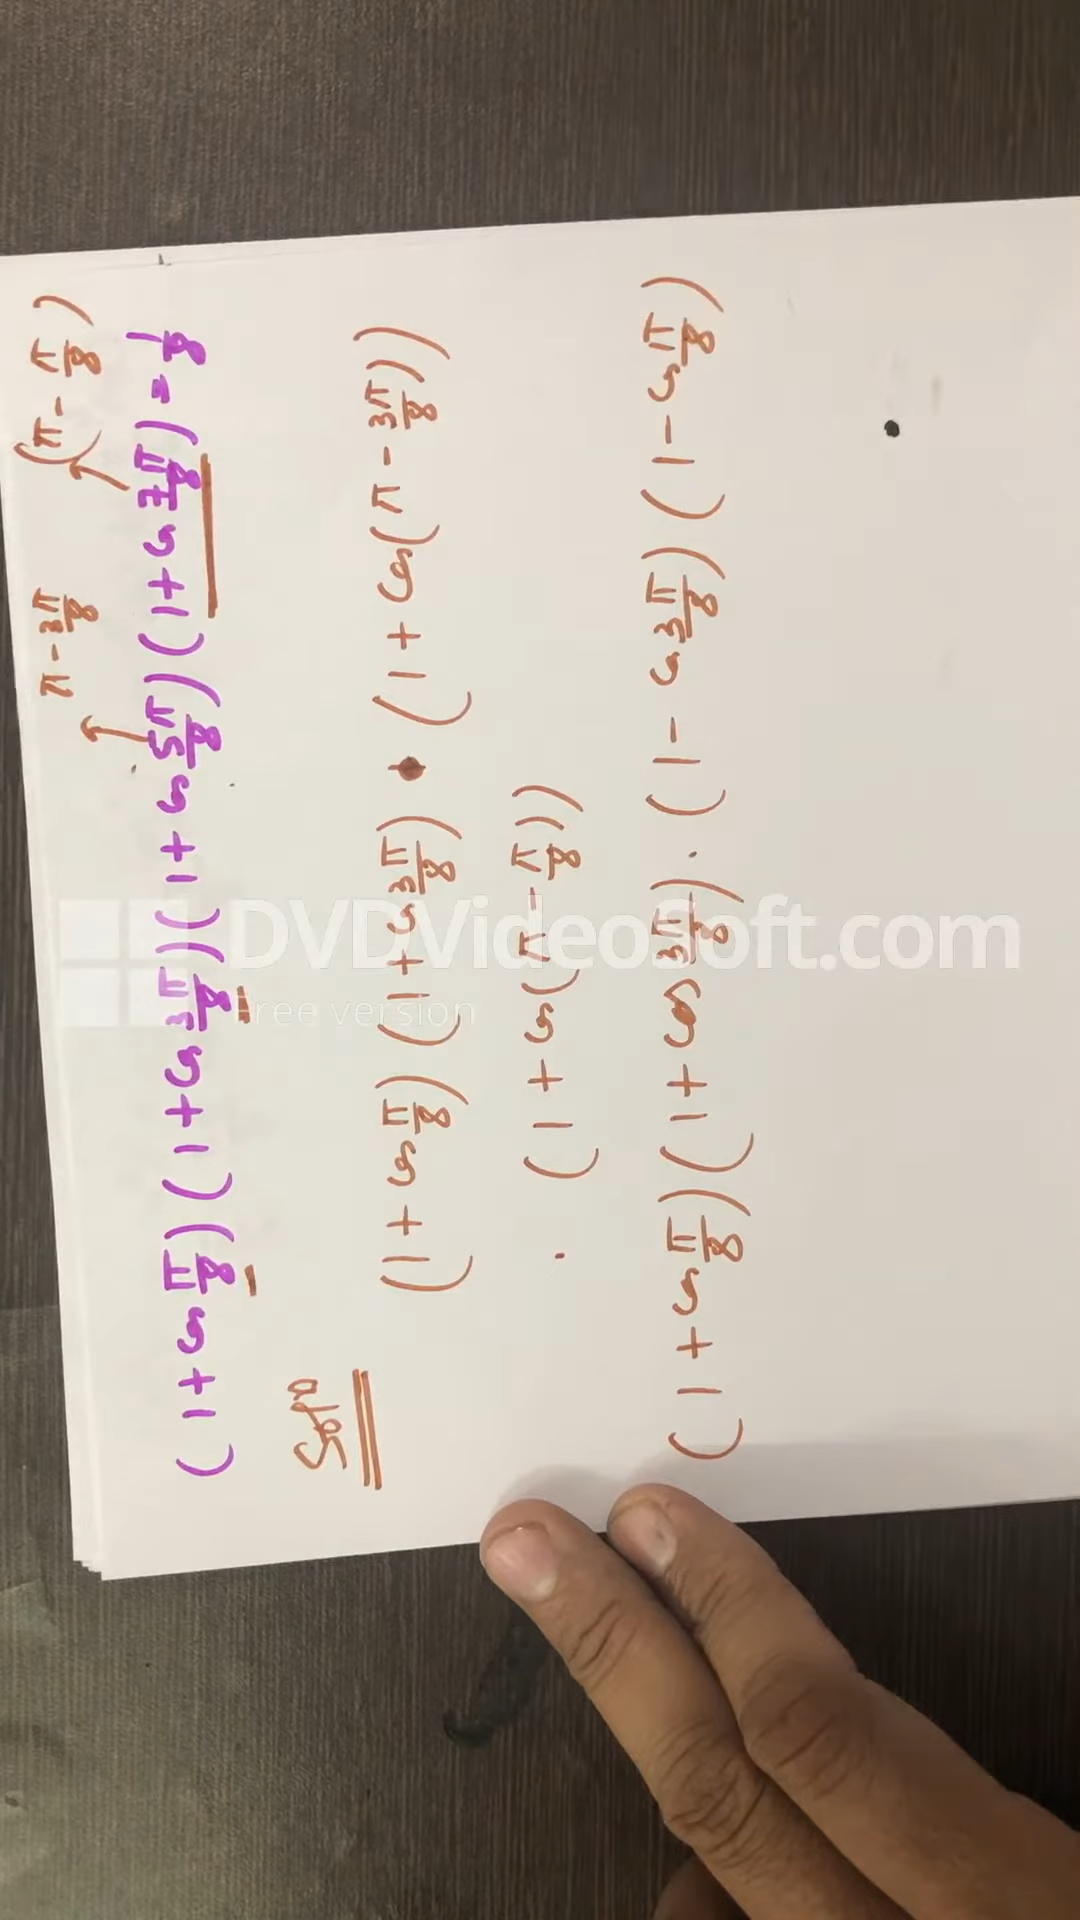 (π - 3π/8) (π - π/8)
(1 + cos π/8) (1 + cos 3π/8) (1 + cos 5π/8) (1 + cos 7π/8) = 1/8
Soln
(1 + cos π/8) (1 + cos 3π/8) • (1 + cos(π - 3π/8))
. (1 + cos(π - π/8))
(1 + cos π/8) (1 + cos 3π/8) . (1 - cos 3π/8) (1 - cos π/8)
DVDVideoSoft.com
Free version